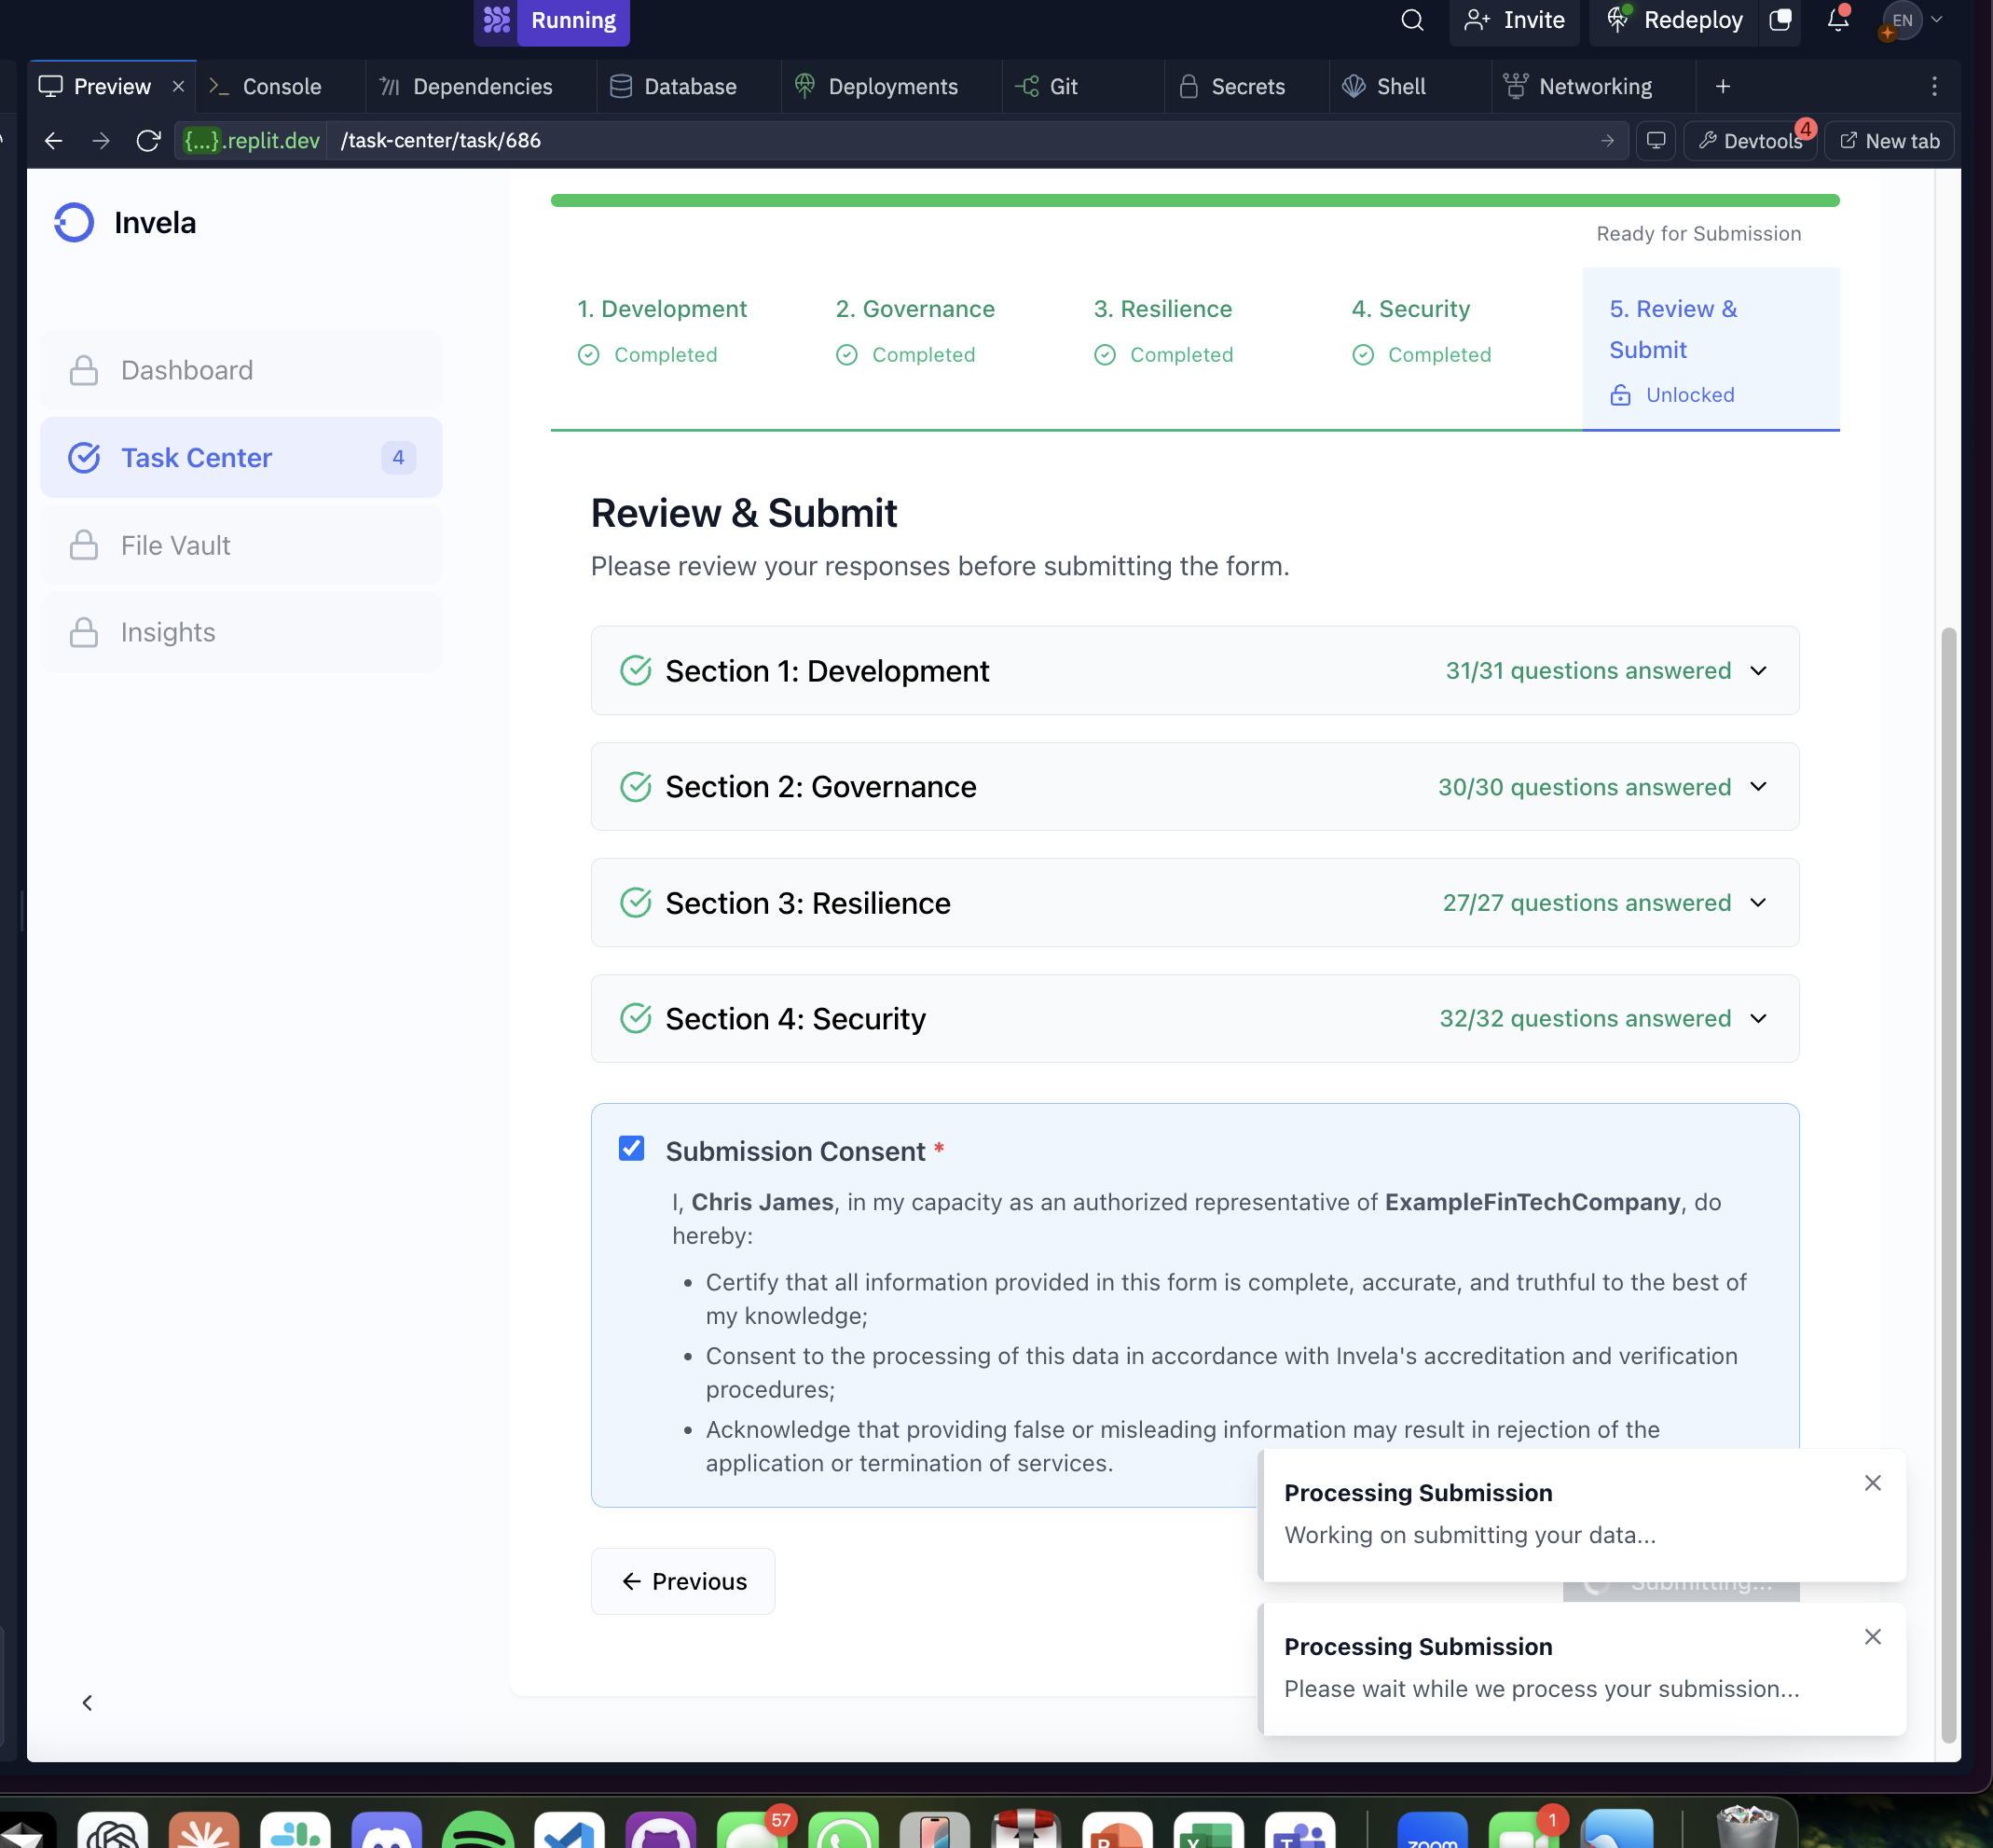 Running
Invite
Redeploy
EN
Preview
Console
Dependencies
Database
Deployments
Git
Secrets
Shell
Networking
{...}.replit.dev
/task-center/task/686
Devtools
4
New tab
Invela
Ready for Submission
1. Development
Completed
2. Governance
Completed
3. Resilience
Completed
4. Security
Completed
5. Review &
Submit
Unlocked
Dashboard
Task Center
4
File Vault
Insights
Review & Submit
Please review your responses before submitting the form.
Section 1: Development
31/31 questions answered
Section 2: Governance
30/30 questions answered
Section 3: Resilience
27/27 questions answered
Section 4: Security
32/32 questions answered
Submission Consent *
I, Chris James, in my capacity as an authorized representative of ExampleFinTechCompany, do
hereby:
• Certify that all information provided in this form is complete, accurate, and truthful to the best of
my knowledge;
• Consent to the processing of this data in accordance with Invela's accreditation and verification
procedures;
• Acknowledge that providing false or misleading information may result in rejection of the
application or termination of services.
Previous
Submitting...
Processing Submission
Working on submitting your data...
Processing Submission
Please wait while we process your submission...
57
P
X
T
zoom
1